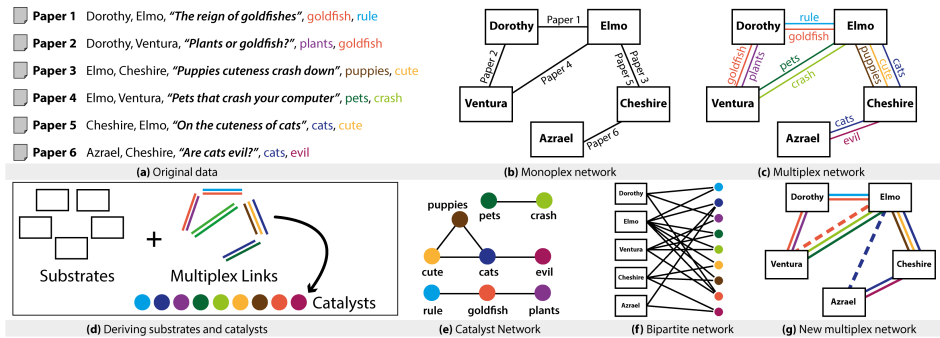 Paper 1 Dorothy, Elmo, "The reign of goldfishes", goldfish, rule
Paper 2 Dorothy, Ventura, "Plants or goldfish?", plants, goldfish
Paper 3 Elmo, Cheshire, "Puppies cuteness crash down", puppies, cute
Paper 4 Elmo, Ventura, "Pets that crash your computer", pets, crash
Paper 5 Cheshire, Elmo, "On the cuteness of cats", cats, cute
Paper 6 Azrael, Cheshire, "Are cats evil?", cats, evil
(a) Original data
Dorothy
Paper 1
Elmo
Paper 2
Paper 4
Paper 3
Paper 5
Ventura
Cheshire
Azrael
Paper 6
(b) Monoplex network
Dorothy
rule
goldfish
Elmo
goldfish
plants
pets
crash
puppies
cute
cats
Ventura
Cheshire
cats
Azrael
evil
(c) Multiplex network
Substrates
+
Multiplex Links
Catalysts
(d) Deriving substrates and catalysts
puppies
pets
crash
cute
cats
evil
rule
goldfish
plants
(e) Catalyst Network
Dorothy
Elmo
Ventura
Cheshire
Azrael
(f) Bipartite network
Dorothy
Elmo
Ventura
Cheshire
Azrael
(g) New multiplex network